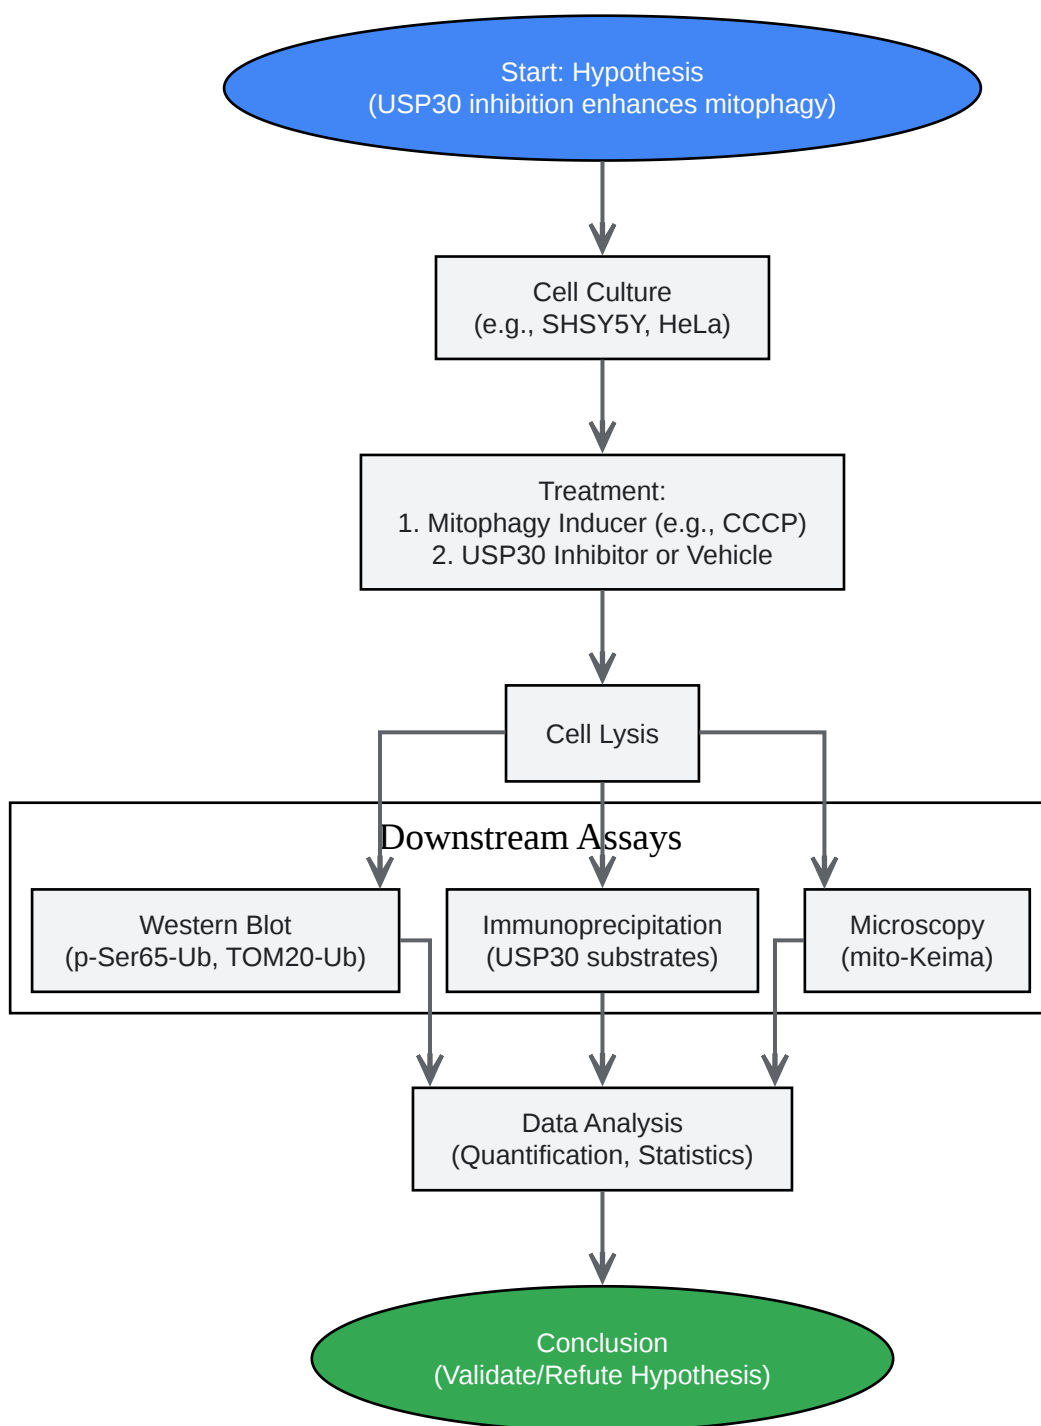 Start: Hypothesis
(USP30 inhibition enhances mitophagy)
Cell Culture
(e.g., SHSY5Y, HeLa)
Treatment:
1. Mitophagy Inducer (e.g., CCCP)
2. USP30 Inhibitor or Vehicle
Cell Lysis
Downstream Assays
Western Blot
(p-Ser65-Ub, TOM20-Ub)
Immunoprecipitation
(USP30 substrates)
Microscopy
(mito-Keima)
Data Analysis
(Quantification, Statistics)
Conclusion
(Validate/Refute Hypothesis)